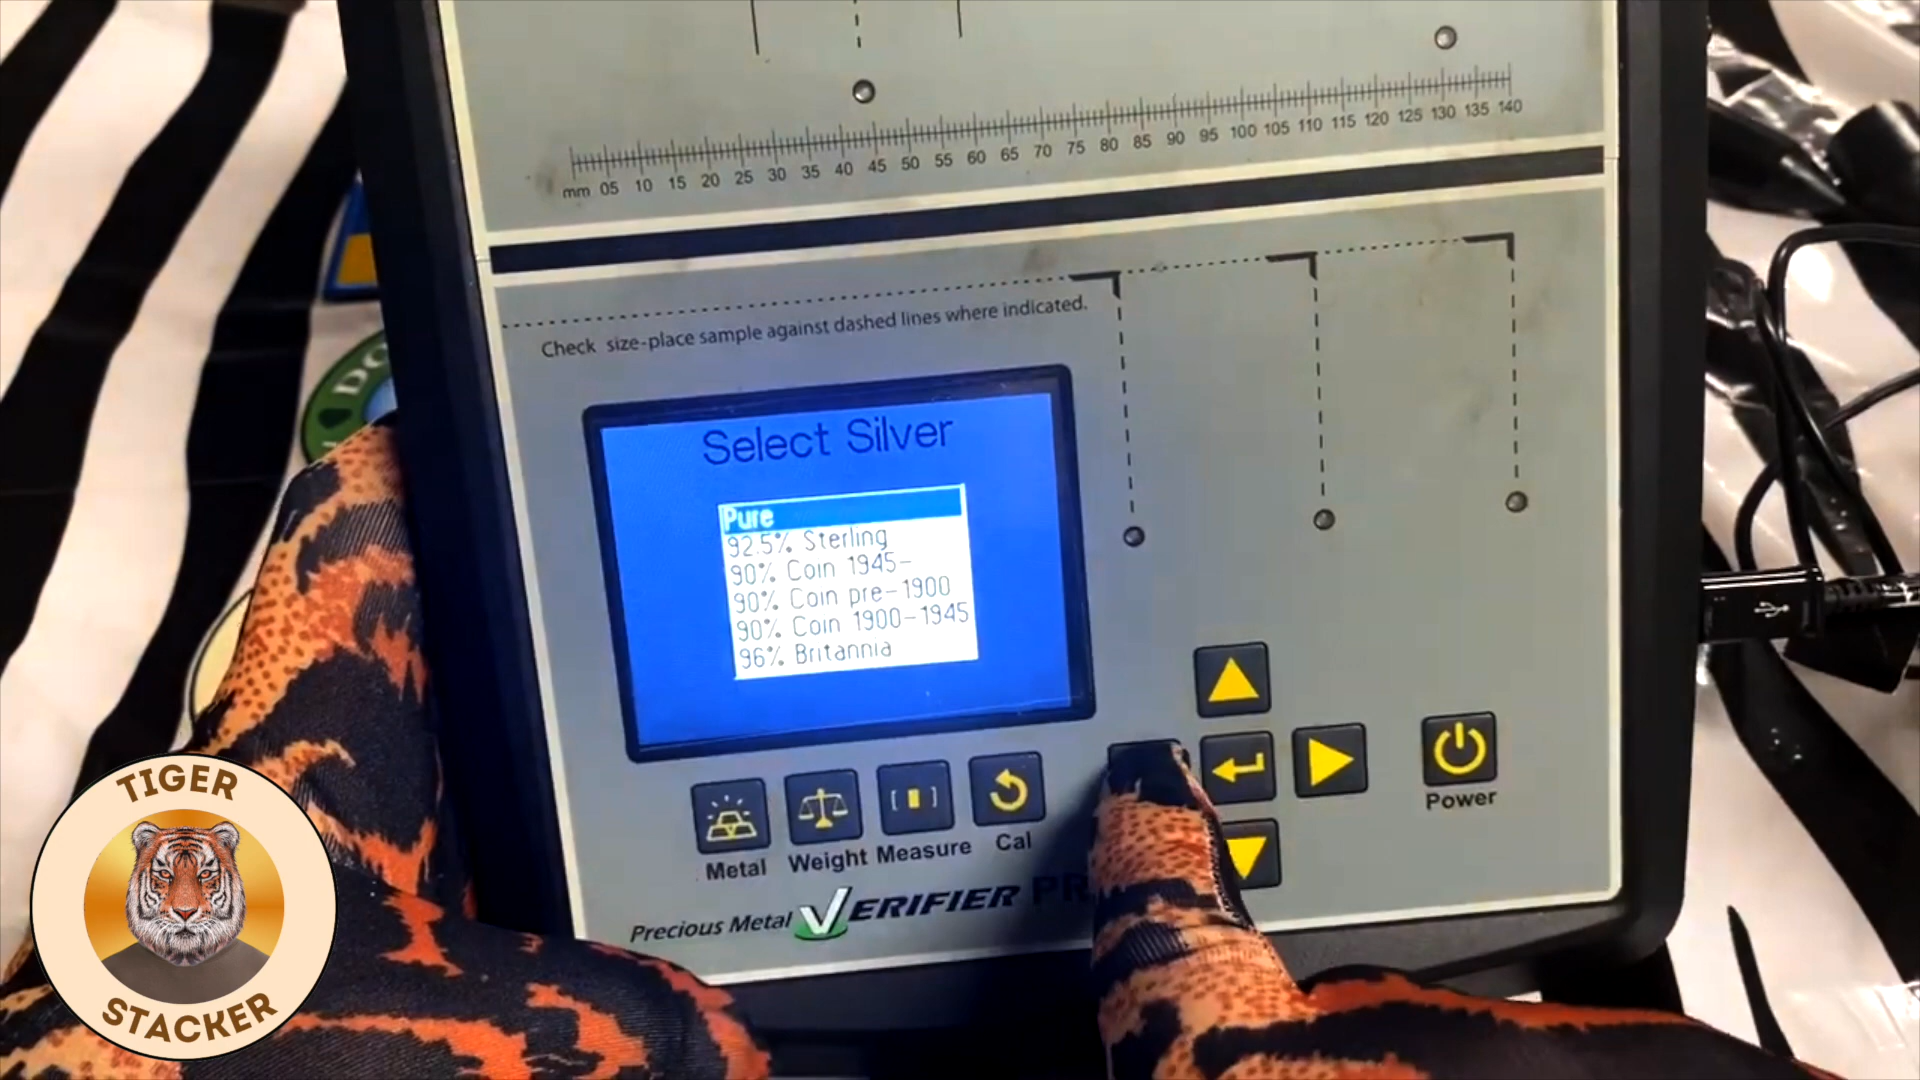 mm 05 10 15 20 25 30 35 40 45 50 55 60 65 70 75 80 85 90 95 100 105 110 115 120 125 130 135 140
Check size-place sample against dashed lines where indicated.
Select Silver
Pure
92.5% Sterling
90% Coin 1945-
90% Coin pre-1900
90% Coin 1900-1945
96% Britannia
Metal Weight Measure Cal
Power
Precious Metal VERIFIER PR
TIGER
STACKER
DO